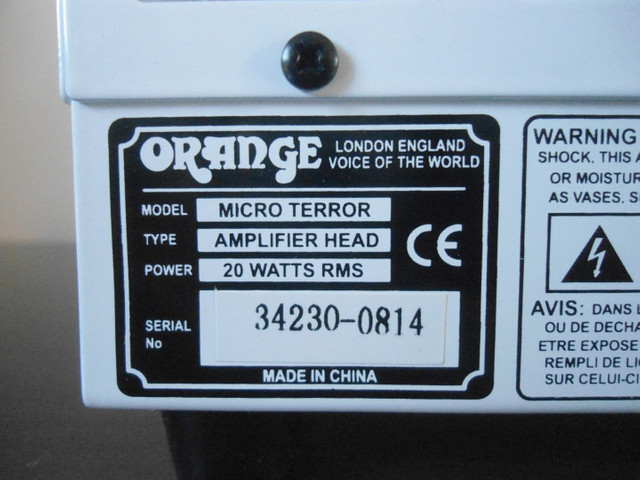 ORANGE LONDON ENGLAND
VOICE OF THE WORLD
MODEL MICRO TERROR
TYPE AMPLIFIER HEAD
POWER 20 WATTS RMS
CE
SERIAL
No
34230-0814
MADE IN CHINA
WARNING
SHOCK. THIS
OR MOISTUR
AS VASES.
AVIS: DANS
OU DE DECHA
ETRE EXPOSE
REMPLI DE
SUR CELUI-CI